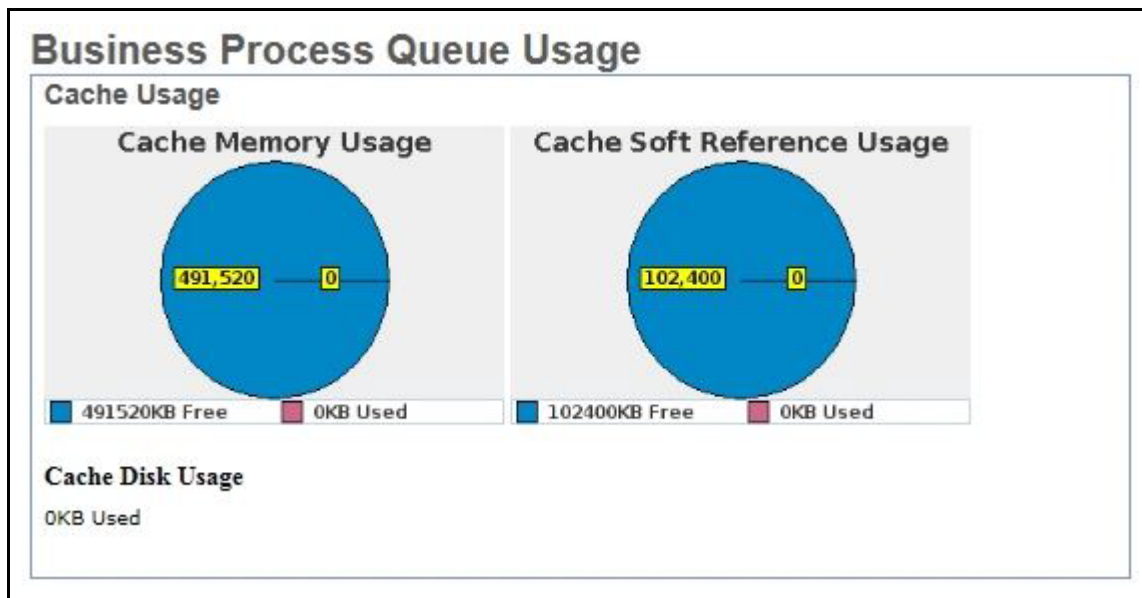 Business Process Queue Usage
Cache Usage
Cache Memory Usage
491,520
0
491520KB Free
0KB Used
Cache Soft Reference Usage
102,400
0
102400KB Free
0KB Used
Cache Disk Usage
0KB Used